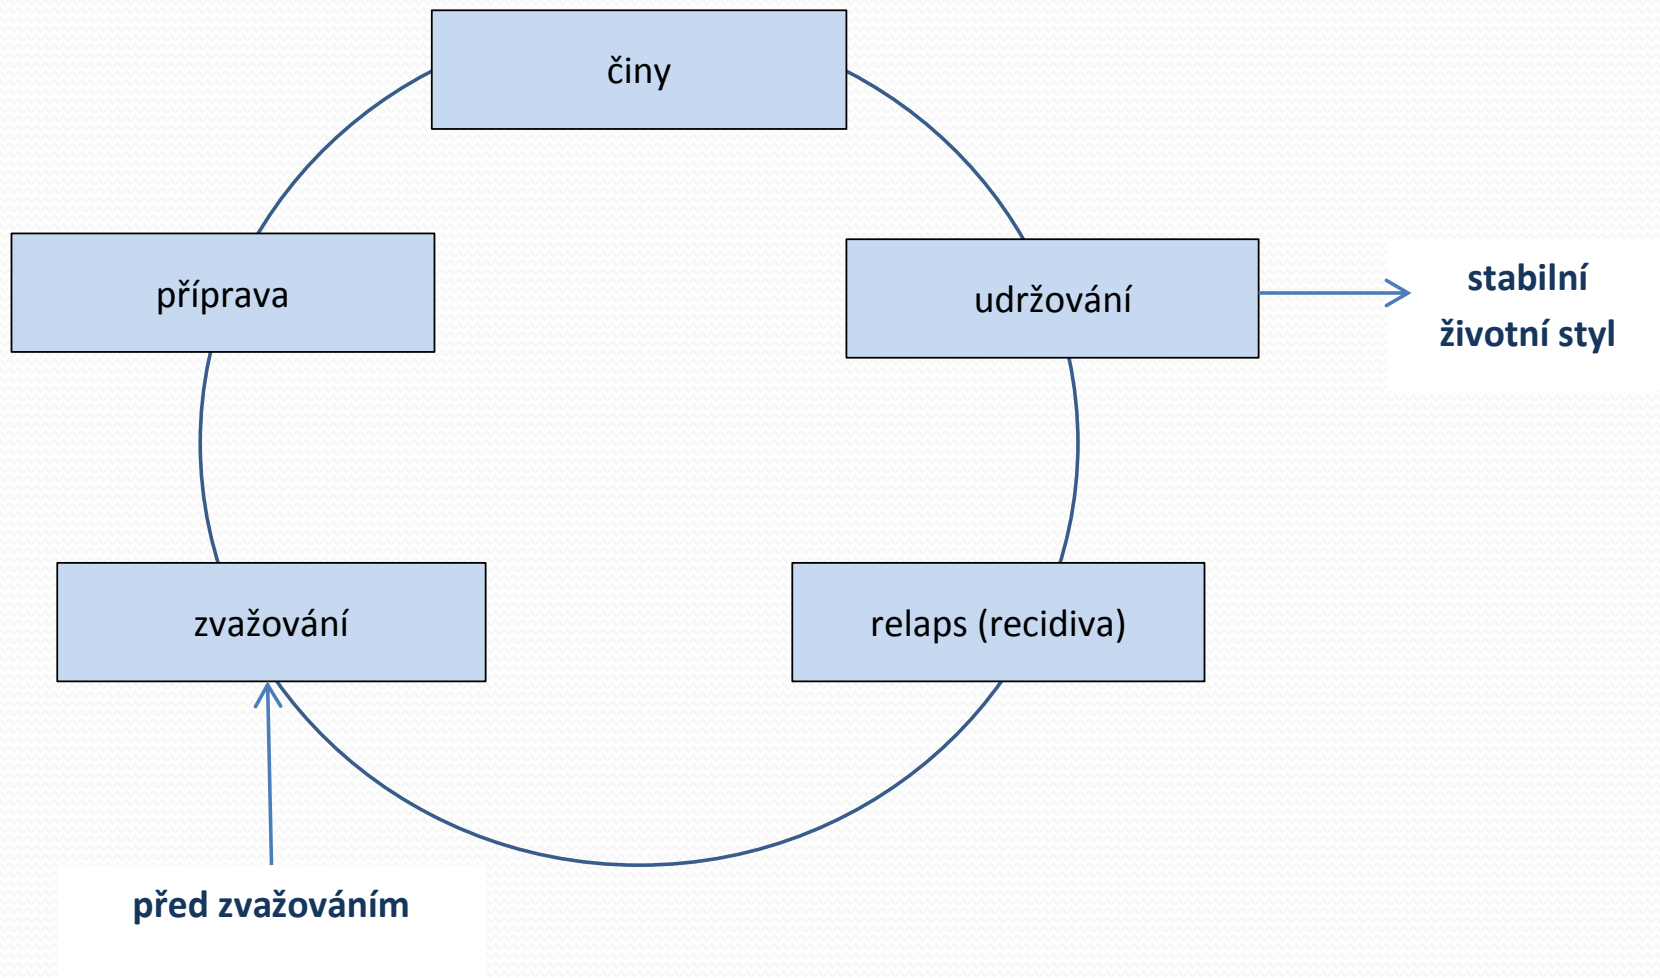 činy
příprava
udržování
stabilní
životní styl
zvažování
relaps (recidiva)
před zvažováním